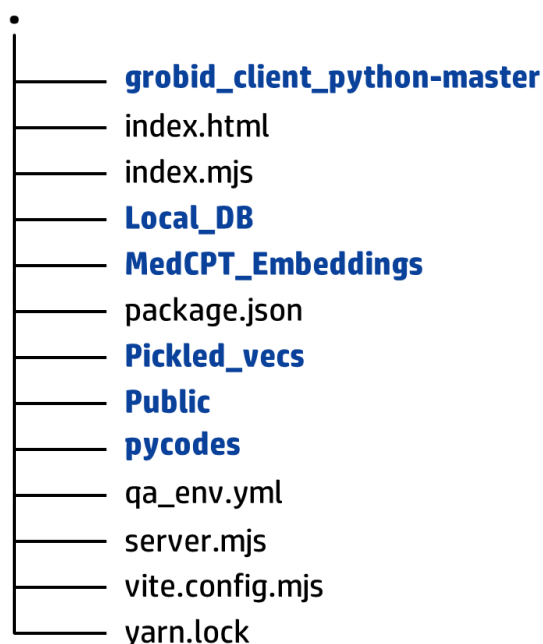 grobid_client_python-master
index.html
index.mjs
Local_DB
MedCPT_Embeddings
package.json
Pickled_vecs
Public
pycodes
qa_env.yml
server.mjs
vite.config.mjs
yarn.lock